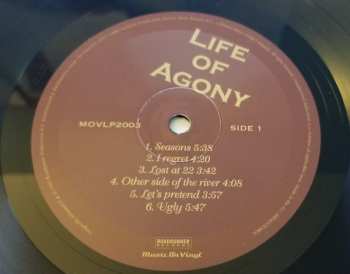 LIFE
OF
AGONY
MOVLP2003
SIDE 1
1. Seasons 5:38
2. I regret 4:20
3. Lost at 22 3:42
4. Other side of the river 4:08
5. Let's pretend 3:57
6. Ugly 5:47
ROADRUNNER
RECORDS
Music On Vinyl